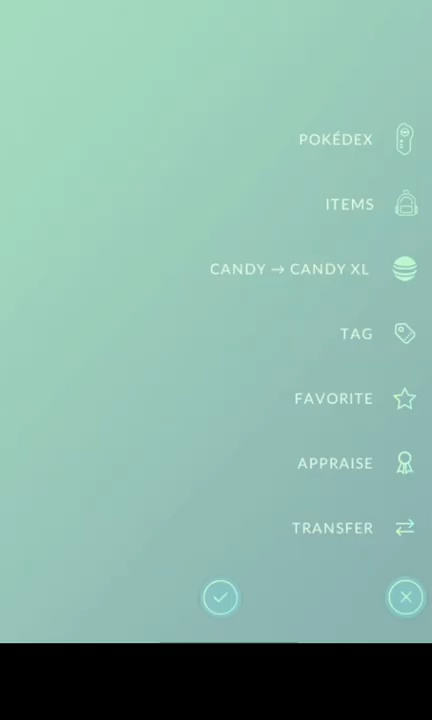 POKÉDEX
ITEMS
CANDY → CANDY XL
TAG
FAVORITE
APPRAISE
TRANSFER